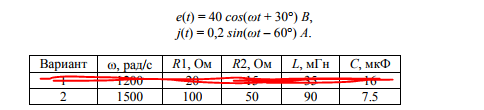 e(t) = 40 cos(ωt + 30°) В,
j(t) = 0,2 sin(ωt – 60°) А.
Вариант ω, рад/с R1, Ом R2, Ом L, мГн C, мкФ
1 1200 20 15 35 16
2 1500 100 50 90 7.5